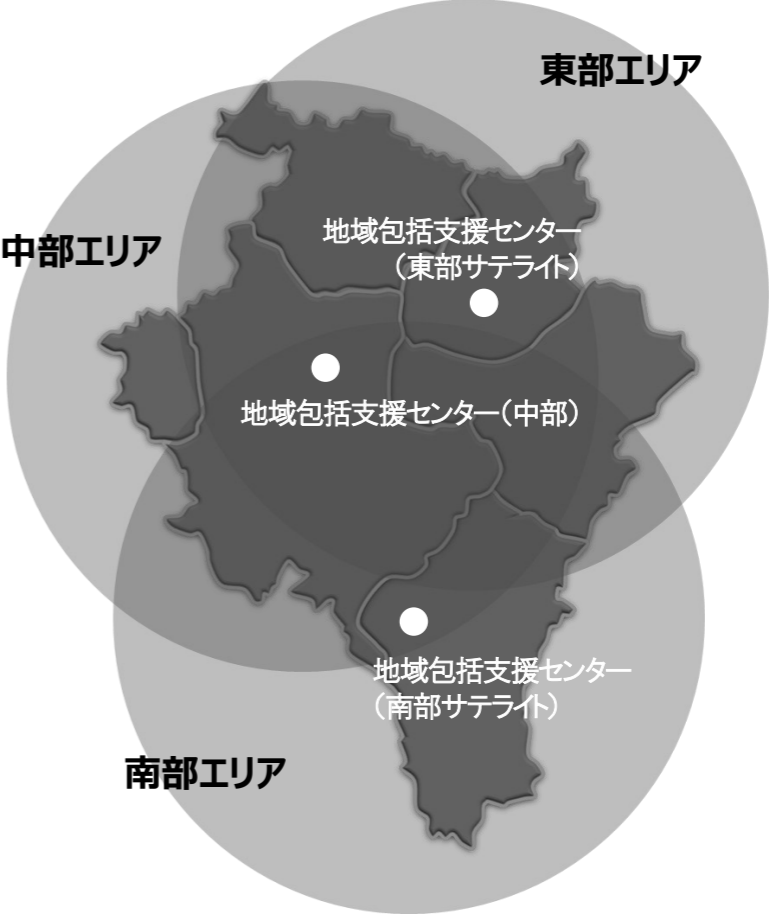 東部エリア
中部エリア
地域包括支援センター
（東部サテライト）
地域包括支援センター（中部）
地域包括支援センター
（南部サテライト）
南部エリア